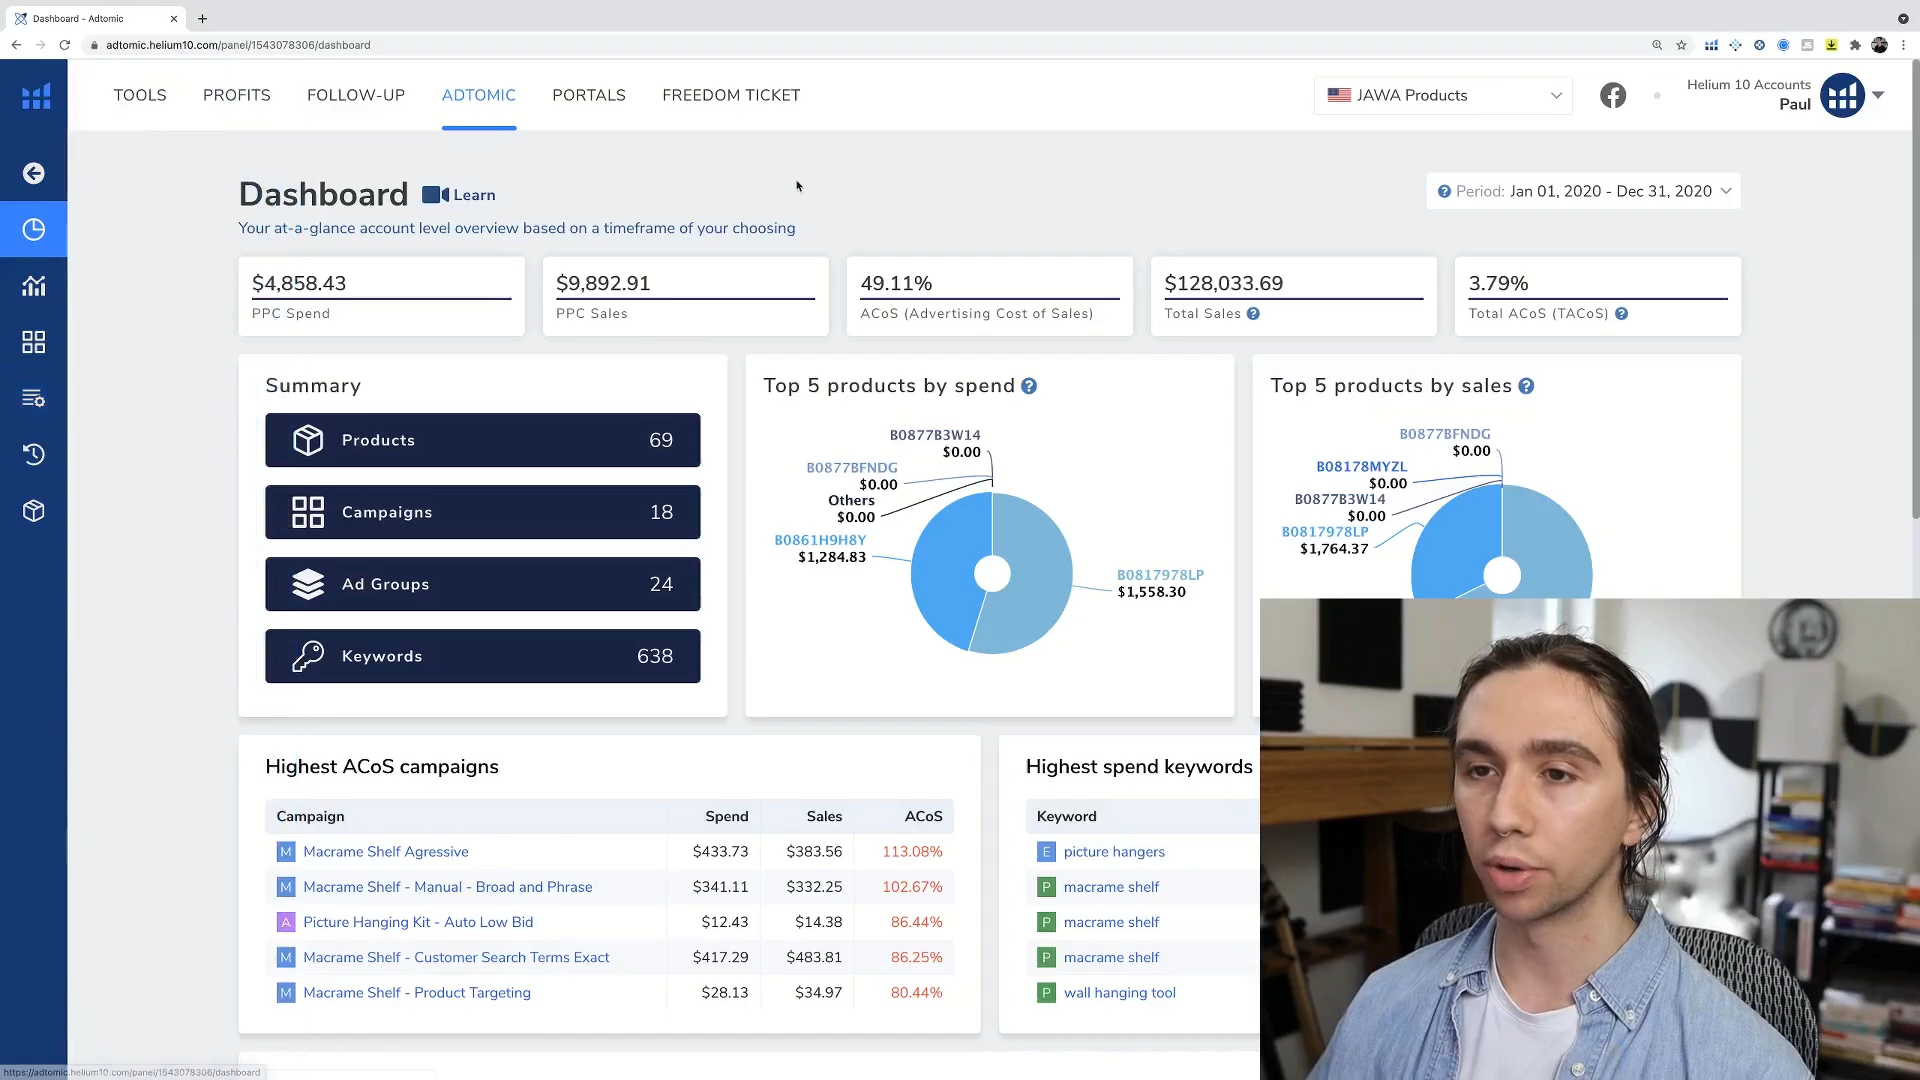 Dashboard - Adtomic
adtomic.helium10.com/panel/1543078306/dashboard
TOOLS PROFITS FOLLOW-UP ADTOMIC PORTALS FREEDOM TICKET
JAWA Products
Helium 10 Accounts
Paul
Dashboard Learn
Period: Jan 01, 2020 - Dec 31, 2020
Your at-a-glance account level overview based on a timeframe of your choosing
$4,858.43
PPC Spend
$9,892.91
PPC Sales
49.11%
ACoS (Advertising Cost of Sales)
$128,033.69
Total Sales ?
3.79%
Total ACoS (TACoS) ?
Summary
Products 69
Campaigns 18
Ad Groups 24
Keywords 638
Top 5 products by spend ?
B0877B3W14
$0.00
B0877BFNDG
$0.00
Others
$0.00
B0861H9H8Y
$1,284.83
B0817978LP
$1,558.30
Top 5 products by sales ?
B0877BFNDG
$0.00
B08178MYZL
$0.00
B0877B3W14
$0.00
B0817978LP
$1,764.37
Highest ACoS campaigns
Campaign Spend Sales ACoS
M Macrame Shelf Agressive $433.73 $383.56 113.08%
M Macrame Shelf - Manual - Broad and Phrase $341.11 $332.25 102.67%
A Picture Hanging Kit - Auto Low Bid $12.43 $14.38 86.44%
M Macrame Shelf - Customer Search Terms Exact $417.29 $483.81 86.25%
M Macrame Shelf - Product Targeting $28.13 $34.97 80.44%
Highest spend keywords
Keyword
E picture hangers
P macrame shelf
P macrame shelf
P macrame shelf
P wall hanging tool
https://adtomic.helium10.com/panel/1543078306/dashboard